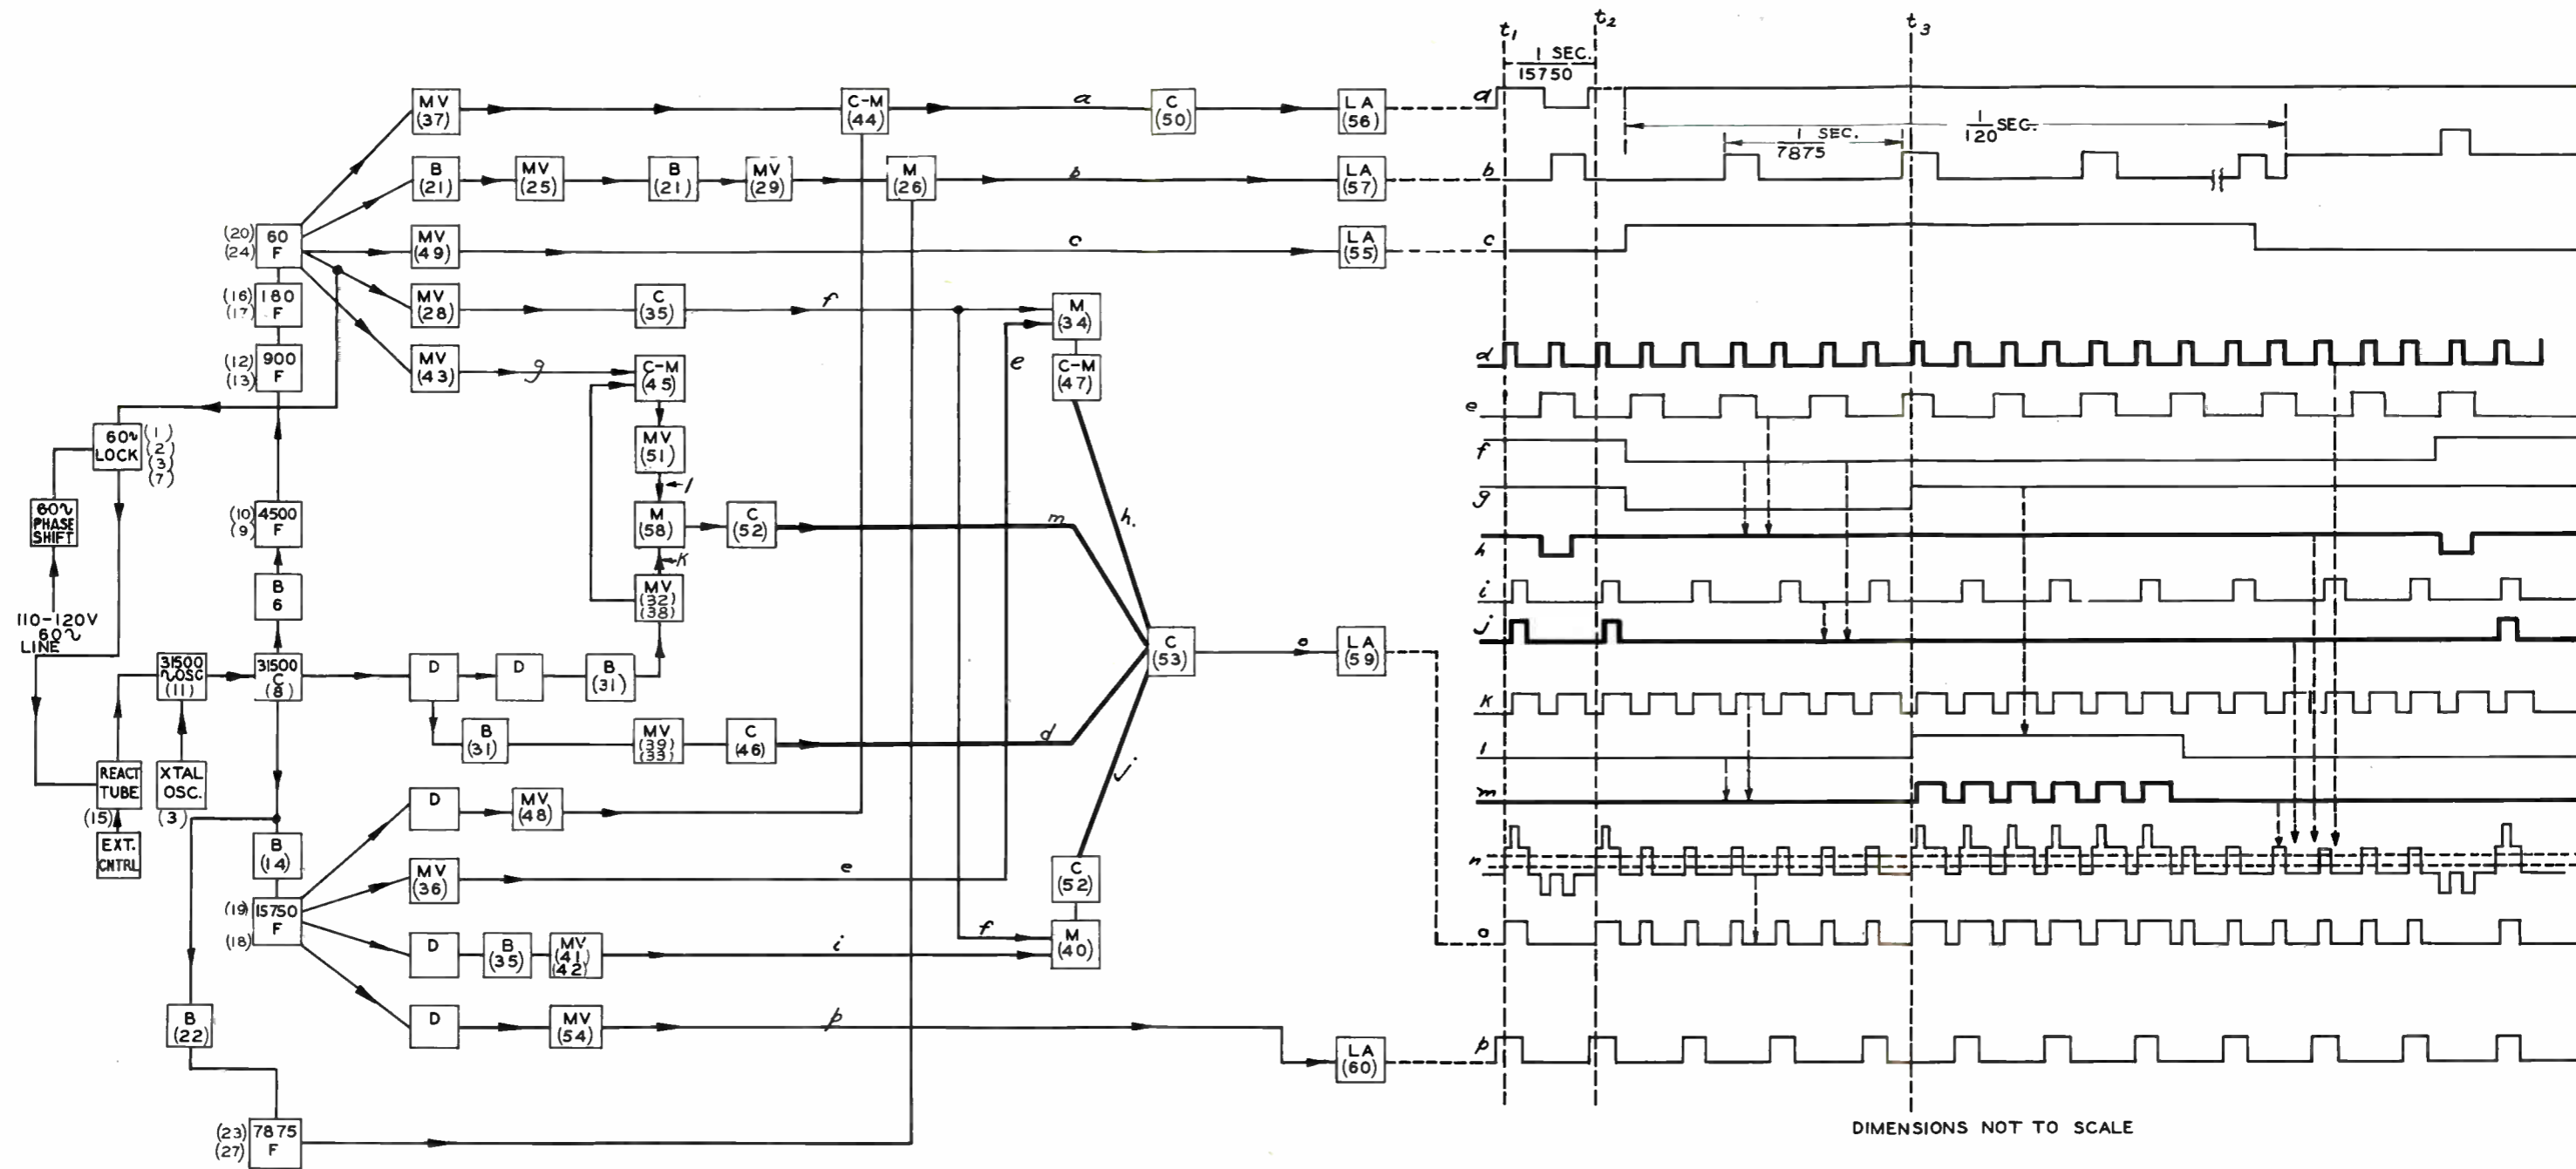 MV
(37)
C-M
(44)
a
C
(50)
LA
(56)
B
(21)
MV
(25)
B
(21)
MV
(29)
M
(26)
b
LA
(57)
(20)
(24)
60
F
MV
(49)
c
LA
(55)
(16)
(17)
180
F
MV
(28)
C
(35)
f
M
(34)
(12)
(13)
900
F
MV
(43)
g
C-M
(45)
e
C-M
(47)
60~
LOCK
(1)
(2)
(3)
(7)
MV
(51)
l
60~
PHASE
SHIFT
(10)
(9)
4500
F
M
(58)
C
(52)
m
h.
k
B
6
MV
(32)
(38)
110-120V
60~
LINE
31500
~OSC
(11)
31500
C
(8)
D
D
B
(31)
C
(53)
o
LA
(59)
B
(31)
MV
(39)
(33)
C
(46)
d
j
REACT
TUBE
(15)
XTAL
OSC.
(3)
EXT.
CNTRL
D
MV
(48)
B
(14)
MV
(36)
e
C
(52)
(19)
(18)
15750
F
D
B
(35)
MV
(41)
(42)
i
f
M
(40)
B
(22)
D
MV
(54)
p
LA
(60)
(23)
(27)
7875
F
t1
t2
t3
1 SEC.
15750
a
1 SEC.
120
1 SEC.
7875
b
c
d
e
f
g
h
i
j
k
l
m
n
o
p
DIMENSIONS NOT TO SCALE